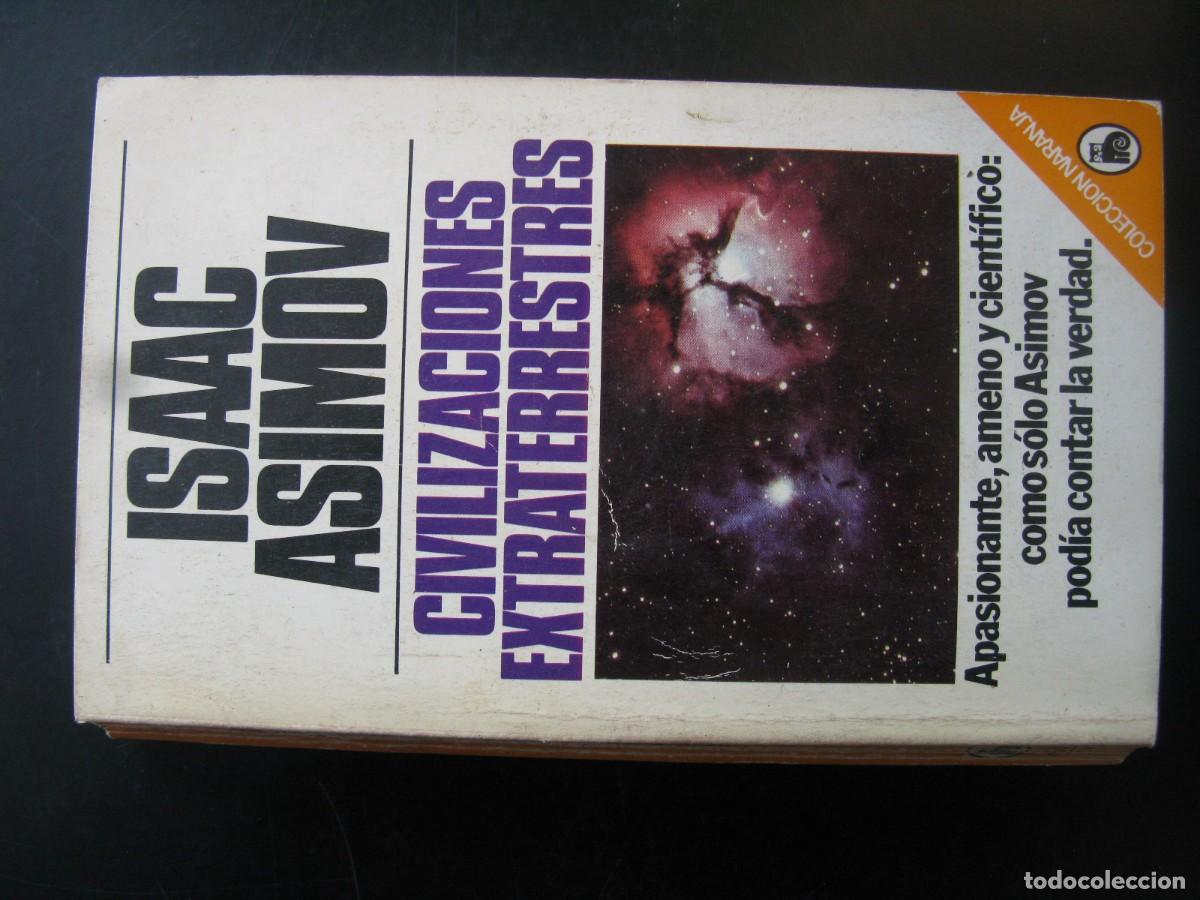 ISAAC
ASIMOV
CIVILIZACIONES
EXTRATERRESTRES
Apasionante, ameno y científico:
como sólo Asimov
podía contar la verdad.
COLECCION NARANJA
todocoleccion